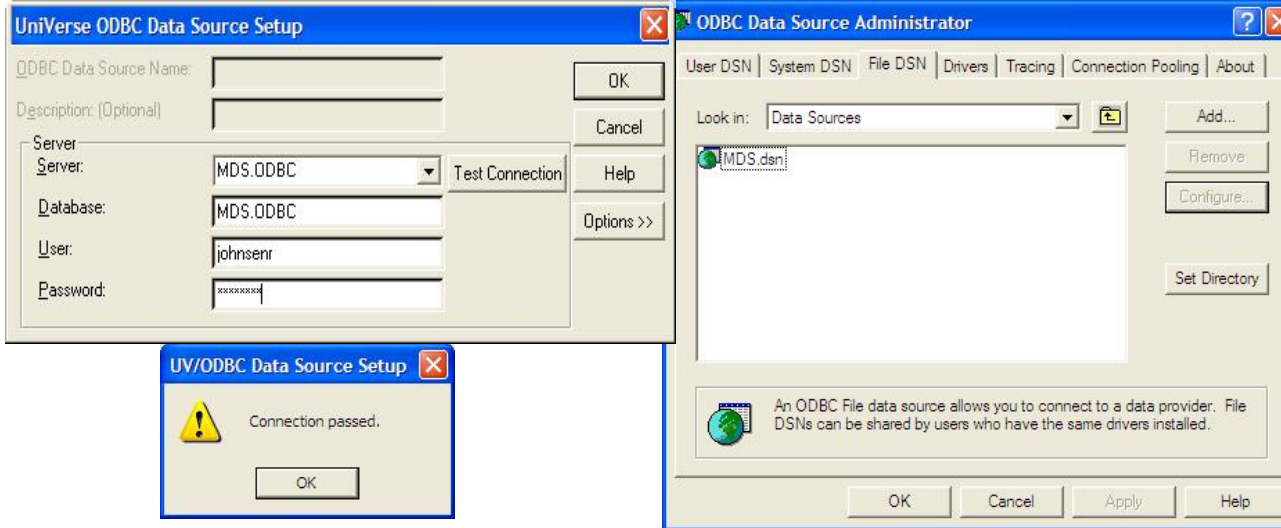 UniVerse ODBC Data Source Setup
ODBC Data Source Name:
Description: (Optional)
Server
Server:
MDS.ODBC
Test Connection
Database:
MDS.ODBC
User:
johnsenr
Password:
xxxxxxxx
OK
Cancel
Help
Options >>
UV/ODBC Data Source Setup
Connection passed.
OK
ODBC Data Source Administrator
User DSN
System DSN
File DSN
Drivers
Tracing
Connection Pooling
About
Look in:
Data Sources
Add...
Remove
Configure...
Set Directory
MDS.dsn
An ODBC File data source allows you to connect to a data provider. File
DSNs can be shared by users who have the same drivers installed.
OK
Cancel
Apply
Help